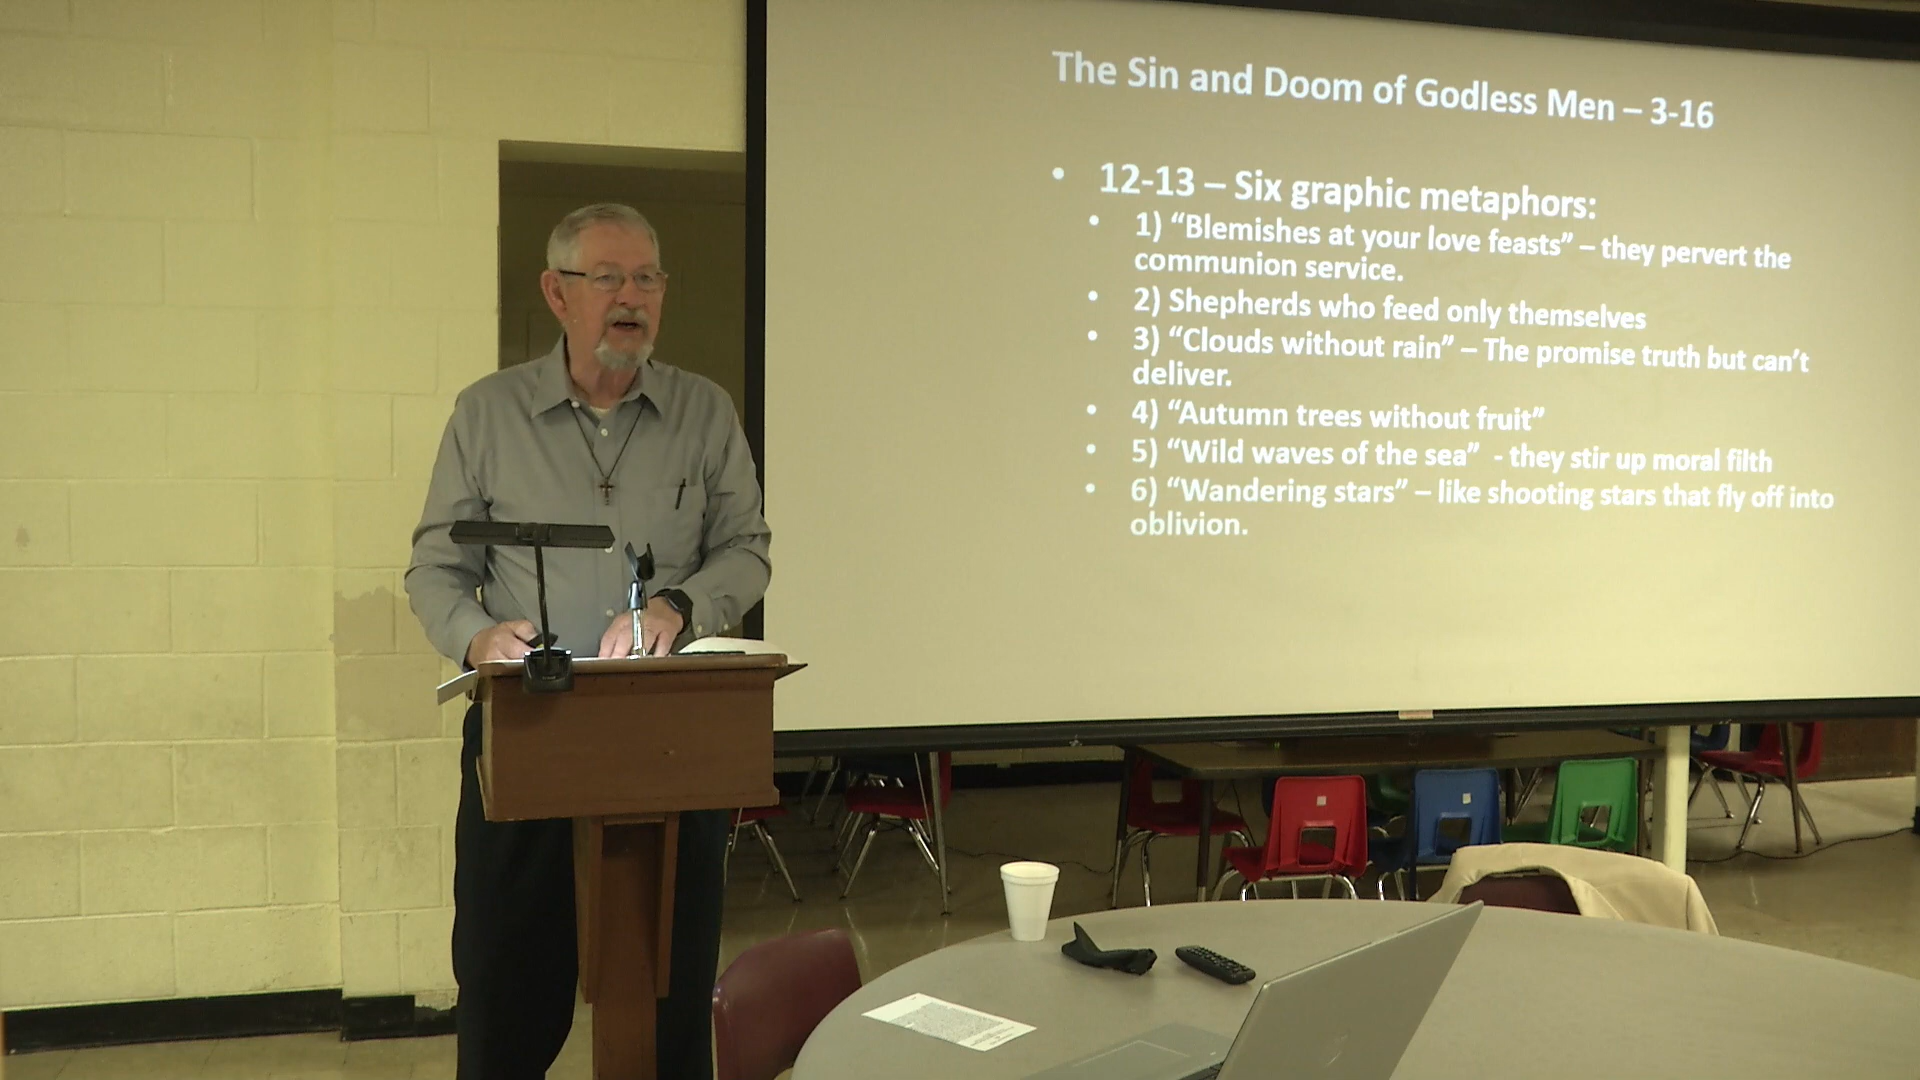 The Sin and Doom of Godless Men – 3-16
• 12-13 – Six graphic metaphors:
• 1) “Blemishes at your love feasts” – they pervert the
communion service.
• 2) Shepherds who feed only themselves
• 3) “Clouds without rain” – The promise truth but can’t
deliver.
• 4) “Autumn trees without fruit”
• 5) “Wild waves of the sea” - they stir up moral filth
• 6) “Wandering stars” – like shooting stars that fly off into
oblivion.